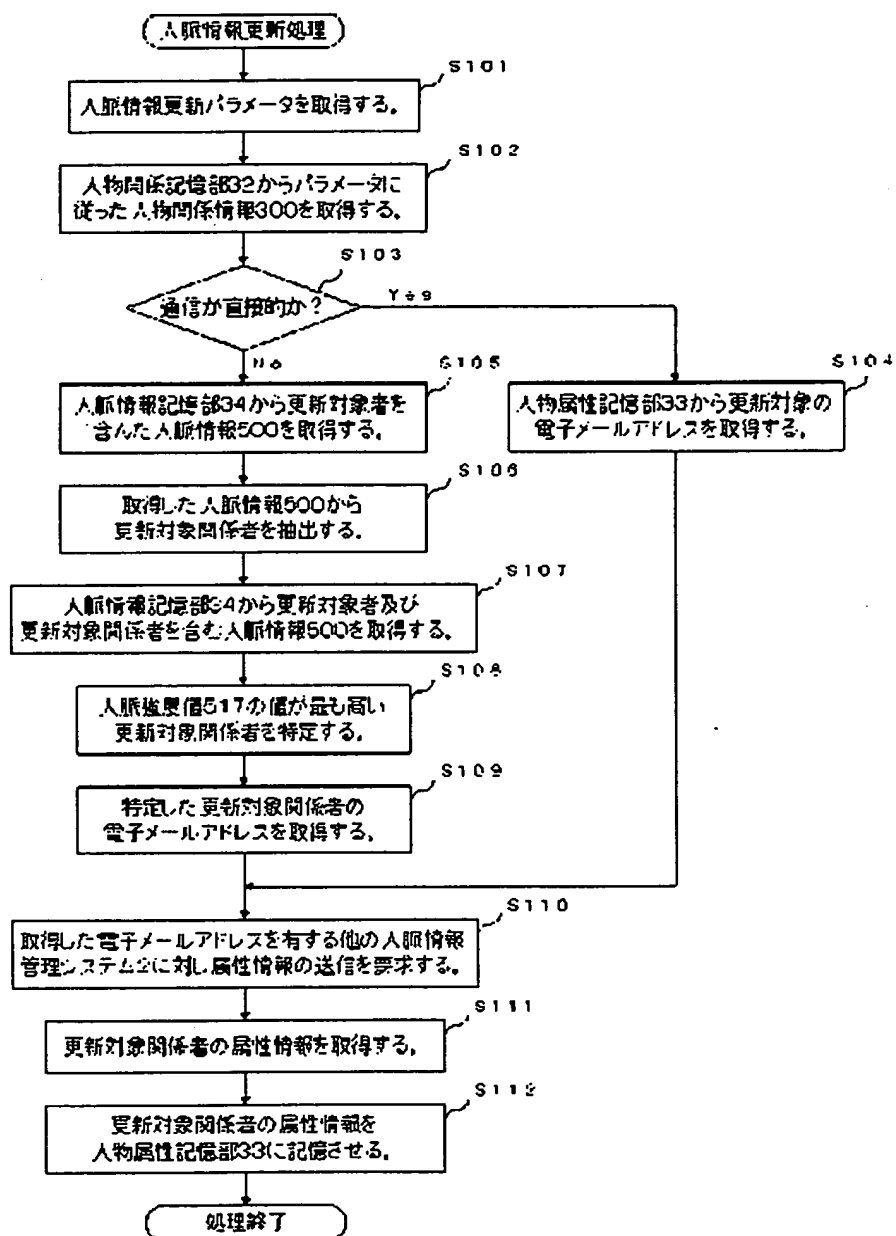 人脈情報更新処理
S101
人脈情報更新パラメータを取得する。
S102
人物関係記憶部32からパラメータに
従った人物関係情報300を取得する。
S103
通信が直接的か?
Yes
No
S105
人脈情報記憶部34から更新対象者を
含んだ人脈情報500を取得する。
S104
人物属性記憶部33から更新対象の
電子メールアドレスを取得する。
S106
取得した人脈情報500から
更新対象関係者を抽出する。
S107
人脈情報記憶部34から更新対象者及び
更新対象関係者を含む人脈情報500を取得する。
S108
人脈強度値517の値が最も高い
更新対象関係者を特定する。
S109
特定した更新対象関係者の
電子メールアドレスを取得する。
S110
取得した電子メールアドレスを有する他の人脈情報
管理システム2に対し属性情報の送信を要求する。
S111
更新対象関係者の属性情報を取得する。
S112
更新対象関係者の属性情報を
人物属性記憶部33に記憶させる。
処理終了